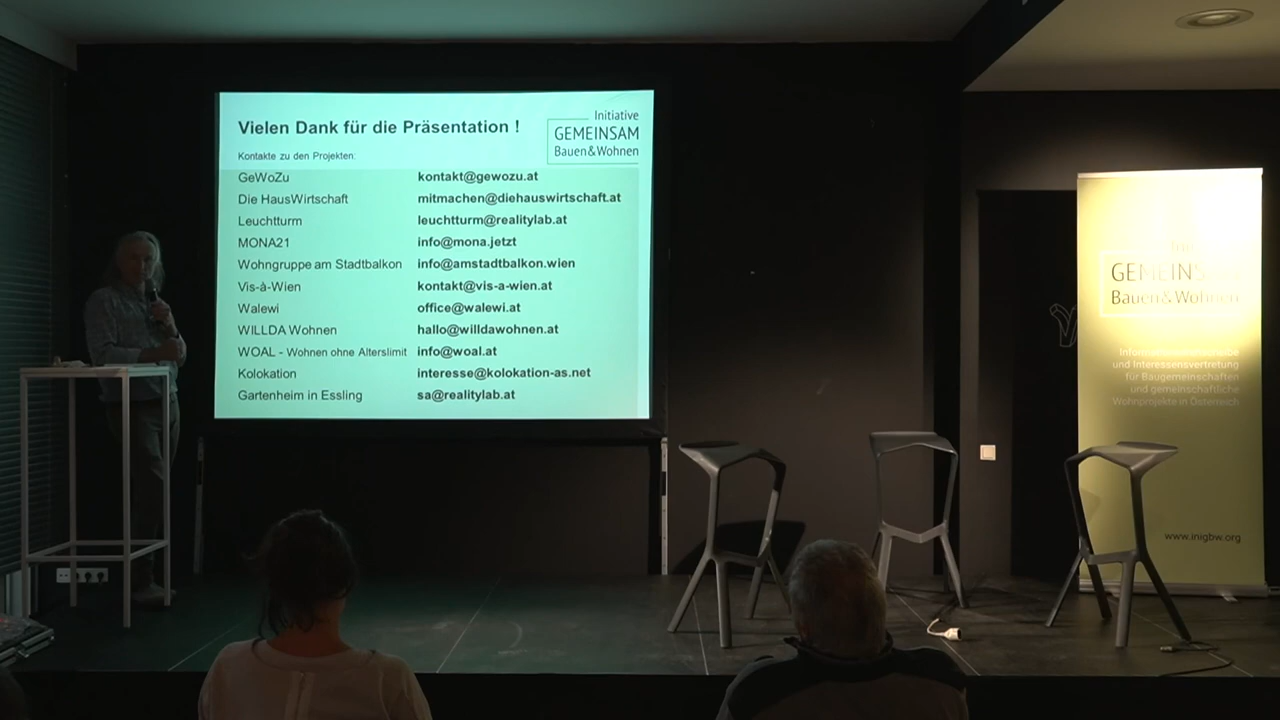 Vielen Dank für die Präsentation !
Initiative
GEMEINSAM
Bauen&Wohnen
Kontakte zu den Projekten:
GeWoZu kontakt@gewozu.at
Die HausWirtschaft mitmachen@diehauswirtschaft.at
Leuchtturm leuchtturm@realitylab.at
MONA21 info@mona.jetzt
Wohngruppe am Stadtbalkon info@amstadtbalkon.wien
Vis-à-Wien kontakt@vis-a-wien.at
Walewi office@walewi.at
WILLDA Wohnen hallo@willdawohnen.at
WOAL - Wohnen ohne Alterslimit info@woal.at
Kolokation interesse@kolokation-as.net
Gartenheim in Essling sa@realitylab.at
GEMEINSAM
Bauen&Wohnen
und Interessensvertretung
für Baugemeinschaften
und gemeinschaftliche
Wohnprojekte in Österreich
www.inigbw.org